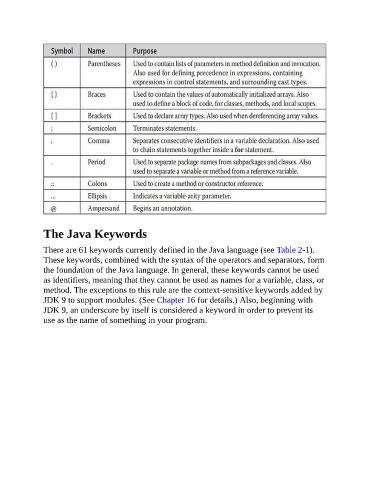 Symbol Name Purpose
( ) Parentheses Used to contain lists of parameters in method definition and invocation.
Also used for defining precedence in expressions, containing
expressions in control statements, and surrounding cast types.
{ } Braces Used to contain the values of automatically initialized arrays. Also
used to define a block of code, for classes, methods, and local scopes.
[ ] Brackets Used to declare array types. Also used when dereferencing array values.
; Semicolon Terminates statements.
, Comma Separates consecutive identifiers in a variable declaration. Also used
to chain statements together inside a for statement.
. Period Used to separate package names from subpackages and classes. Also
used to separate a variable or method from a reference variable.
:: Colons Used to create a method or constructor reference.
... Ellipsis Indicates a variable-arity parameter.
@ Ampersand Begins an annotation.
The Java Keywords
There are 61 keywords currently defined in the Java language (see Table 2-1).
These keywords, combined with the syntax of the operators and separators, form
the foundation of the Java language. In general, these keywords cannot be used
as identifiers, meaning that they cannot be used as names for a variable, class, or
method. The exceptions to this rule are the context-sensitive keywords added by
JDK 9 to support modules. (See Chapter 16 for details.) Also, beginning with
JDK 9, an underscore by itself is considered a keyword in order to prevent its
use as the name of something in your program.